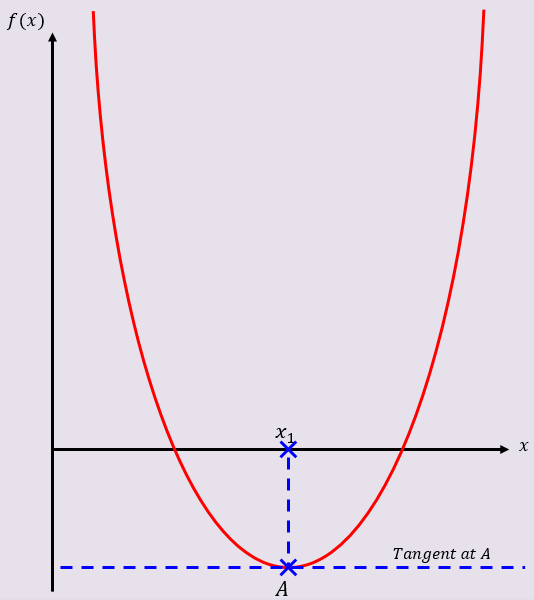 f(x)
x₁
x
Tangent at A
A